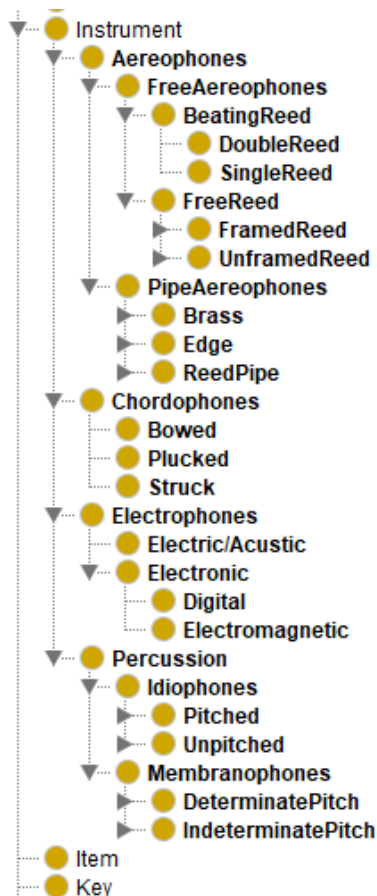 Instrument
Aereophones
FreeAereophones
BeatingReed
DoubleReed
SingleReed
FreeReed
FramedReed
UnframedReed
PipeAereophones
Brass
Edge
ReedPipe
Chordophones
Bowed
Plucked
Struck
Electrophones
Electric/Acustic
Electronic
Digital
Electromagnetic
Percussion
Idiophones
Pitched
Unpitched
Membranophones
DeterminatePitch
IndeterminatePitch
Item
Key